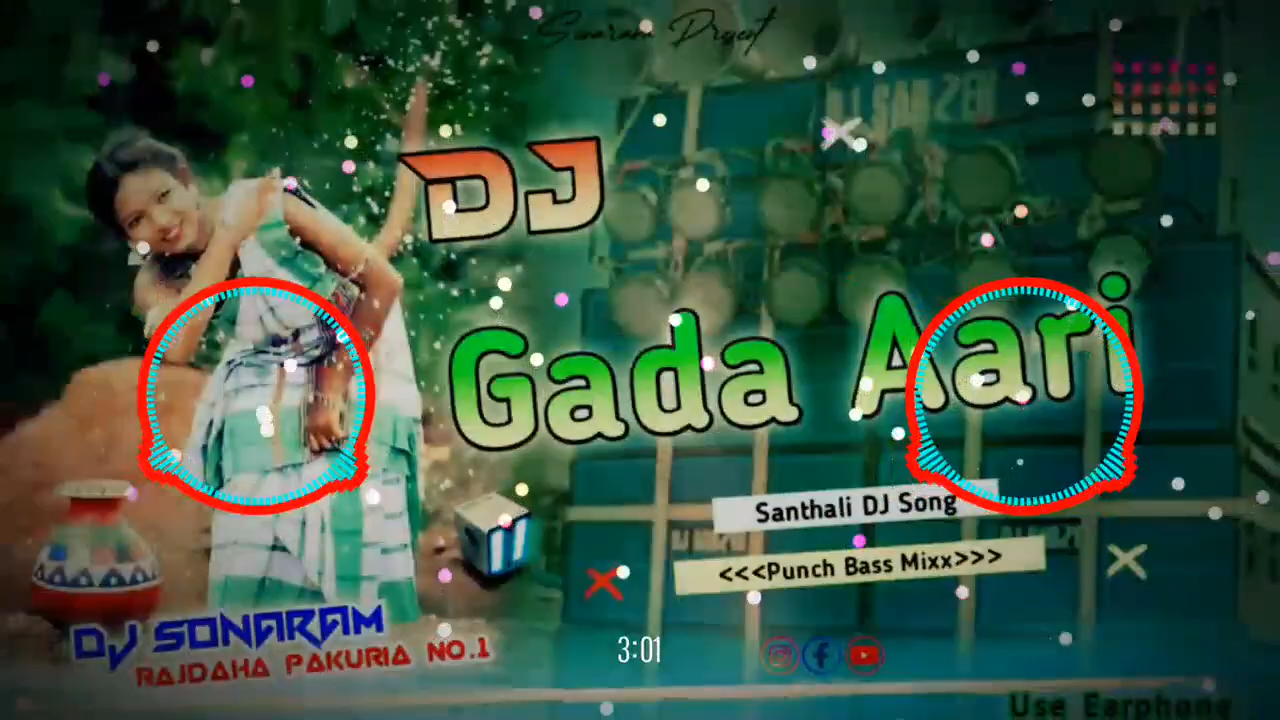 Sonaram Project
DJ
Gada Aari
Santhali DJ Song
<<<Punch Bass Mixx>>>
DJ SONARAM
RAJDAHA PAKURIA NO.1
3:01
Use Earphone